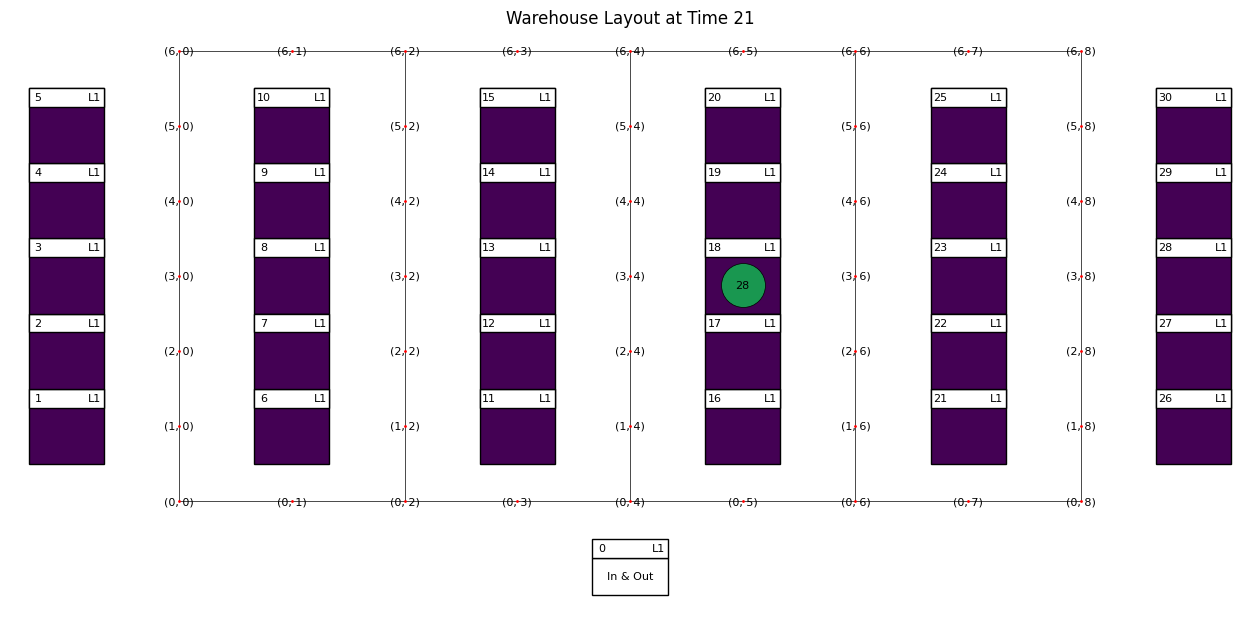 Warehouse Layout at Time 21
(6, 0) (6, 1) (6, 2) (6, 3) (6, 4) (6, 5) (6, 6) (6, 7) (6, 8)
5 L1 10 L1 15 L1 20 L1 25 L1 30 L1
(5, 0) (5, 2) (5, 4) (5, 6) (5, 8)
4 L1 9 L1 14 L1 19 L1 24 L1 29 L1
(4, 0) (4, 2) (4, 4) (4, 6) (4, 8)
3 L1 8 L1 13 L1 18 L1 23 L1 28 L1
(3, 0) (3, 2) (3, 4) (3, 6) (3, 8)
28
2 L1 7 L1 12 L1 17 L1 22 L1 27 L1
(2, 0) (2, 2) (2, 4) (2, 6) (2, 8)
1 L1 6 L1 11 L1 16 L1 21 L1 26 L1
(1, 0) (1, 2) (1, 4) (1, 6) (1, 8)
(0, 0) (0, 1) (0, 2) (0, 3) (0, 4) (0, 5) (0, 6) (0, 7) (0, 8)
0 L1
In & Out